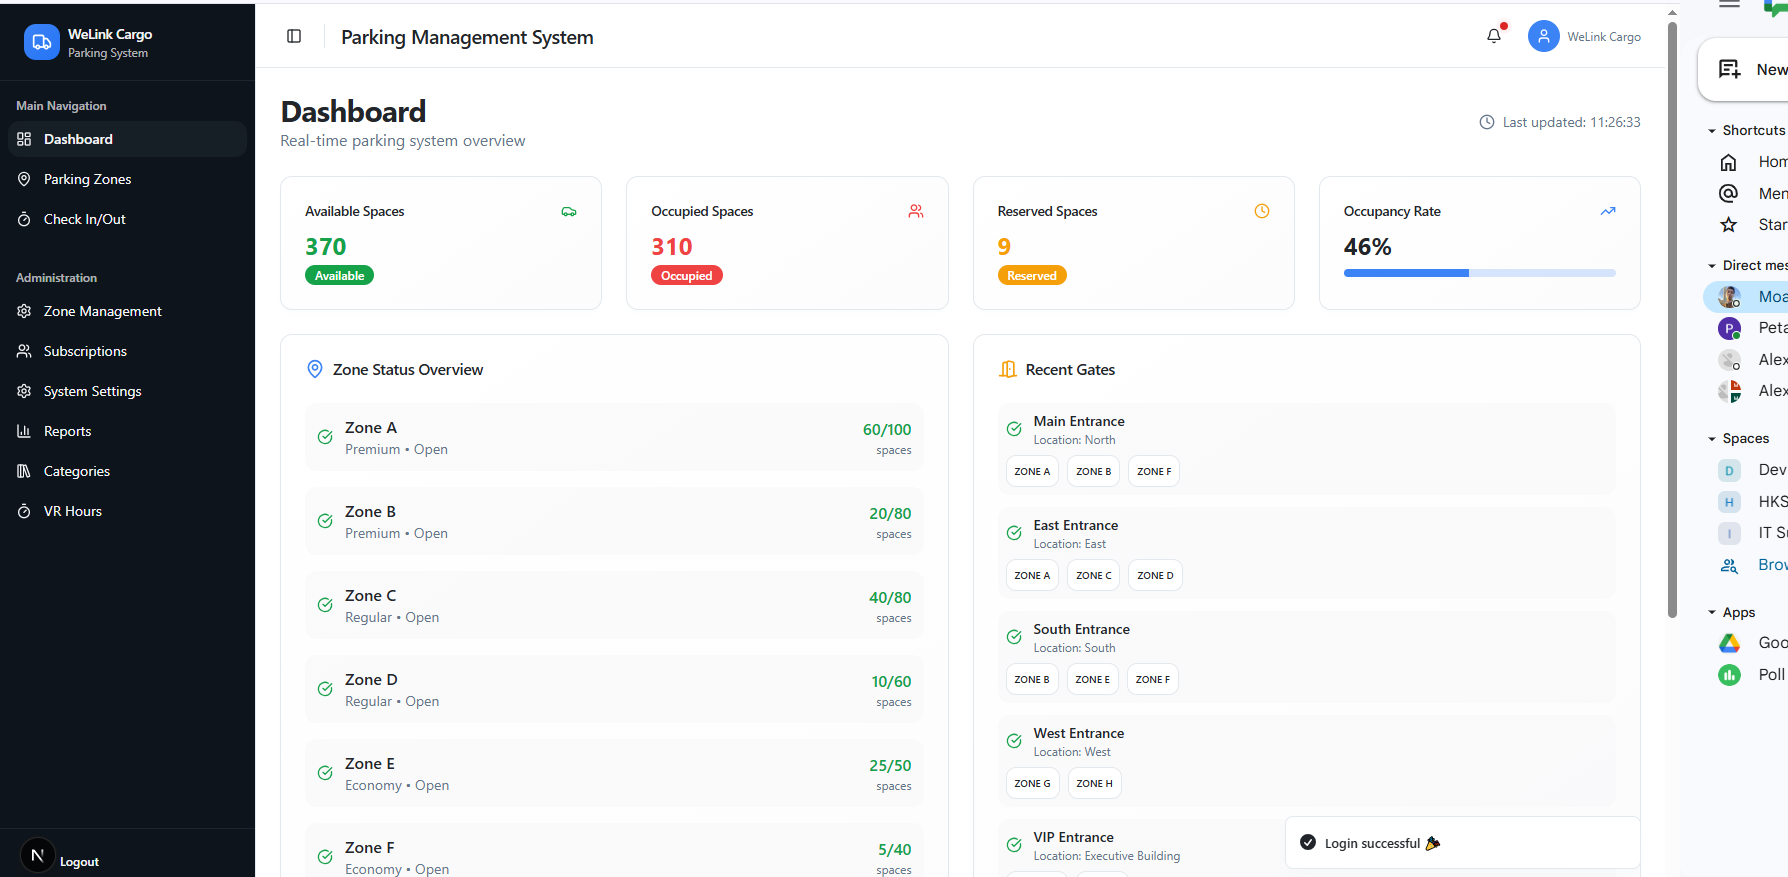 WeLink Cargo
Parking System
Main Navigation
Dashboard
Parking Zones
Check In/Out
Administration
Zone Management
Subscriptions
System Settings
Reports
Categories
VR Hours
N
Logout
Parking Management System
WeLink Cargo
Dashboard
Real-time parking system overview
Last updated: 11:26:33
Available Spaces
370
Available
Occupied Spaces
310
Occupied
Reserved Spaces
9
Reserved
Occupancy Rate
46%
Zone Status Overview
Zone A
Premium • Open
60/100
spaces
Zone B
Premium • Open
20/80
spaces
Zone C
Regular • Open
40/80
spaces
Zone D
Regular • Open
10/60
spaces
Zone E
Economy • Open
25/50
spaces
Zone F
Economy • Open
5/40
spaces
Recent Gates
Main Entrance
Location: North
ZONE A ZONE B ZONE F
East Entrance
Location: East
ZONE A ZONE C ZONE D
South Entrance
Location: South
ZONE B ZONE E ZONE F
West Entrance
Location: West
ZONE G ZONE H
VIP Entrance
Location: Executive Building
Login successful 🎉
New
Shortcuts
Hom
Men
Star
Direct mes
Moa
P Peta
Alex
Alex
Spaces
D Dev
H HKS
I IT S
Brow
Apps
Goo
Poll